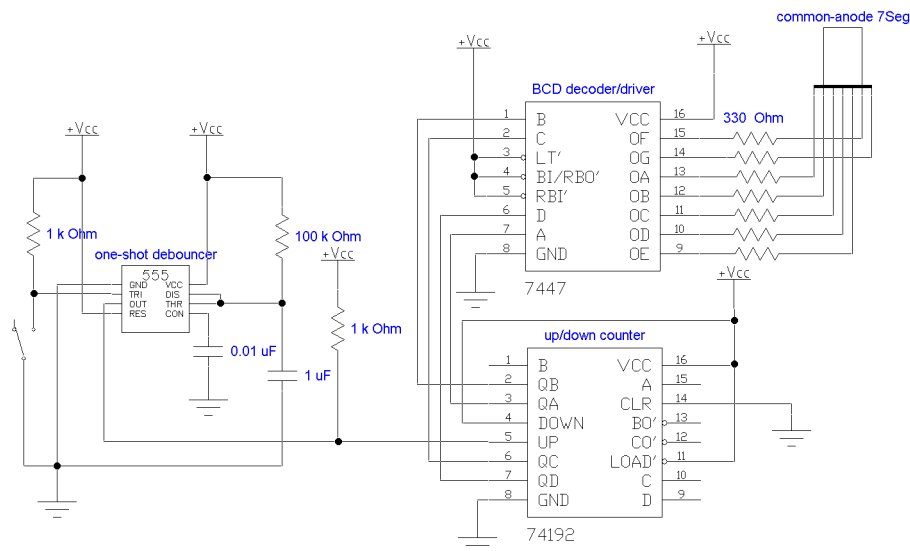 common-anode 7Seg
+Vcc
+Vcc
BCD decoder/driver
1 B VCC 16
2 C OF 15
3 LT' OG 14
4 BI/RBO' OA 13
5 RBI' OB 12
6 D OC 11
7 A OD 10
8 GND OE 9
7447
330 Ohm
+Vcc
+Vcc
1 k Ohm
100 k Ohm
one-shot debouncer
555
GND VCC
TRI DIS
OUT THR
RES CON
0.01 uF
1 uF
+Vcc
1 k Ohm
+Vcc
up/down counter
1 B VCC 16
2 QB A 15
3 QA CLR 14
4 DOWN BO' 13
5 UP CO' 12
6 QC LOAD' 11
7 QD C 10
8 GND D 9
74192